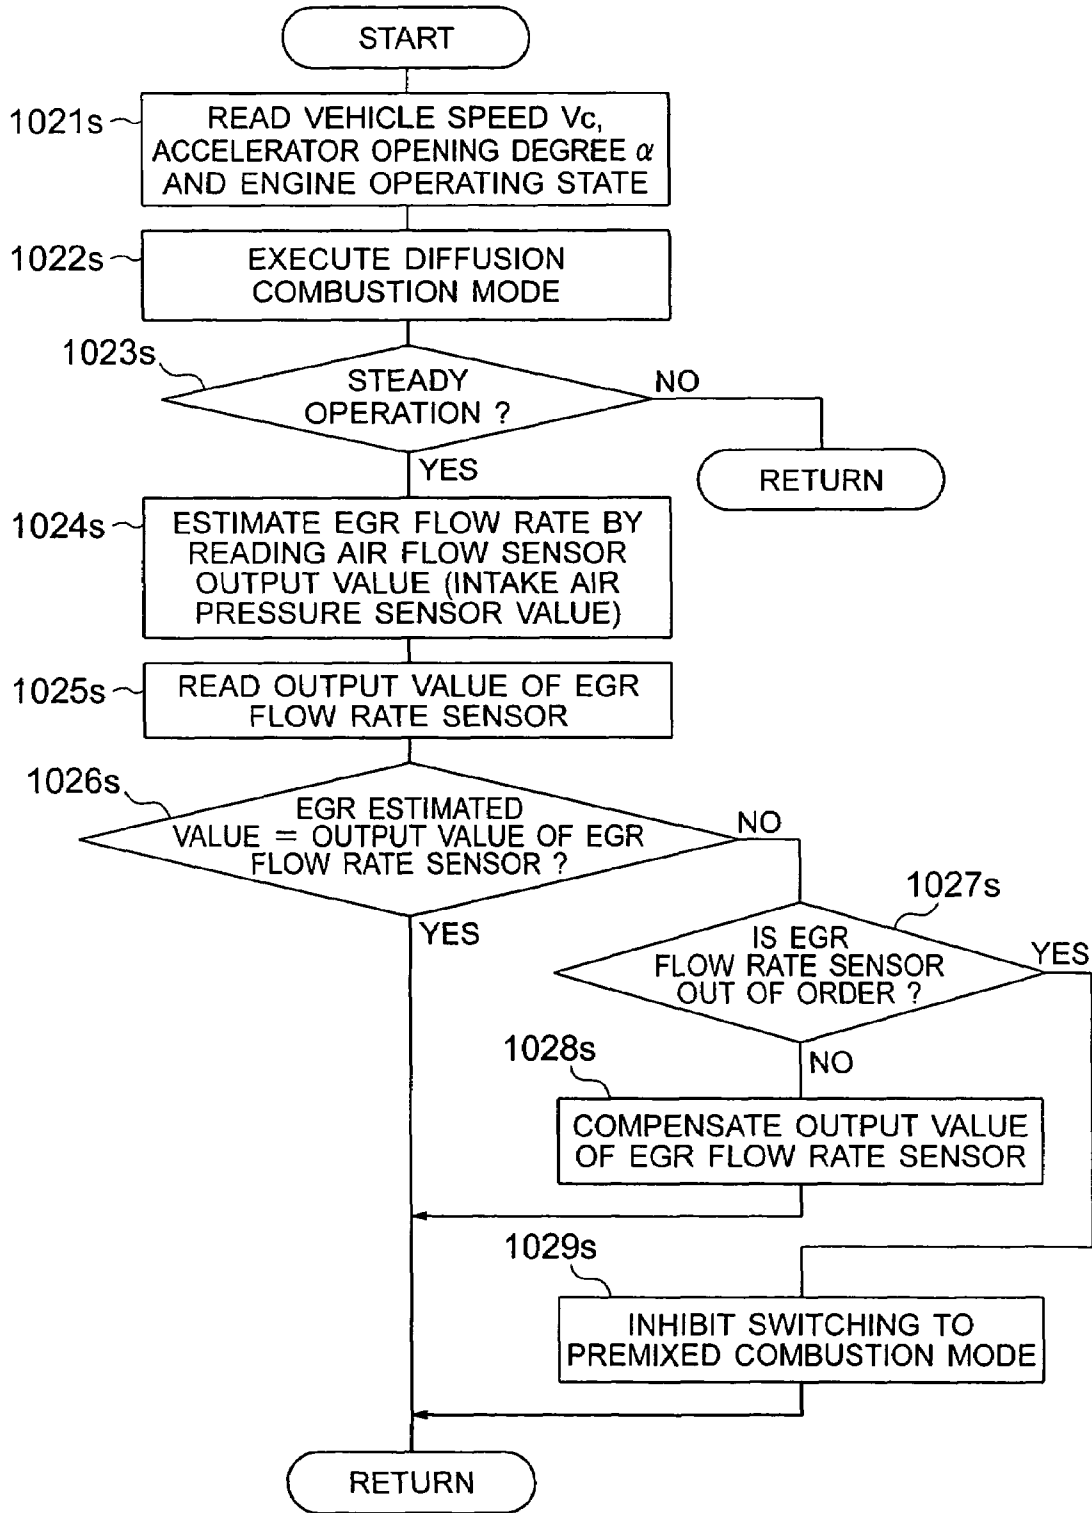 START
1021s
READ VEHICLE SPEED Vc,
ACCELERATOR OPENING DEGREE α
AND ENGINE OPERATING STATE
1022s
EXECUTE DIFFUSION
COMBUSTION MODE
1023s
STEADY
OPERATION ?
NO
YES
RETURN
1024s
ESTIMATE EGR FLOW RATE BY
READING AIR FLOW SENSOR
OUTPUT VALUE (INTAKE AIR
PRESSURE SENSOR VALUE)
1025s
READ OUTPUT VALUE OF EGR
FLOW RATE SENSOR
1026s
EGR ESTIMATED
VALUE = OUTPUT VALUE OF EGR
FLOW RATE SENSOR ?
NO
YES
1027s
IS EGR
FLOW RATE SENSOR
OUT OF ORDER ?
YES
NO
1028s
COMPENSATE OUTPUT VALUE
OF EGR FLOW RATE SENSOR
1029s
INHIBIT SWITCHING TO
PREMIXED COMBUSTION MODE
RETURN